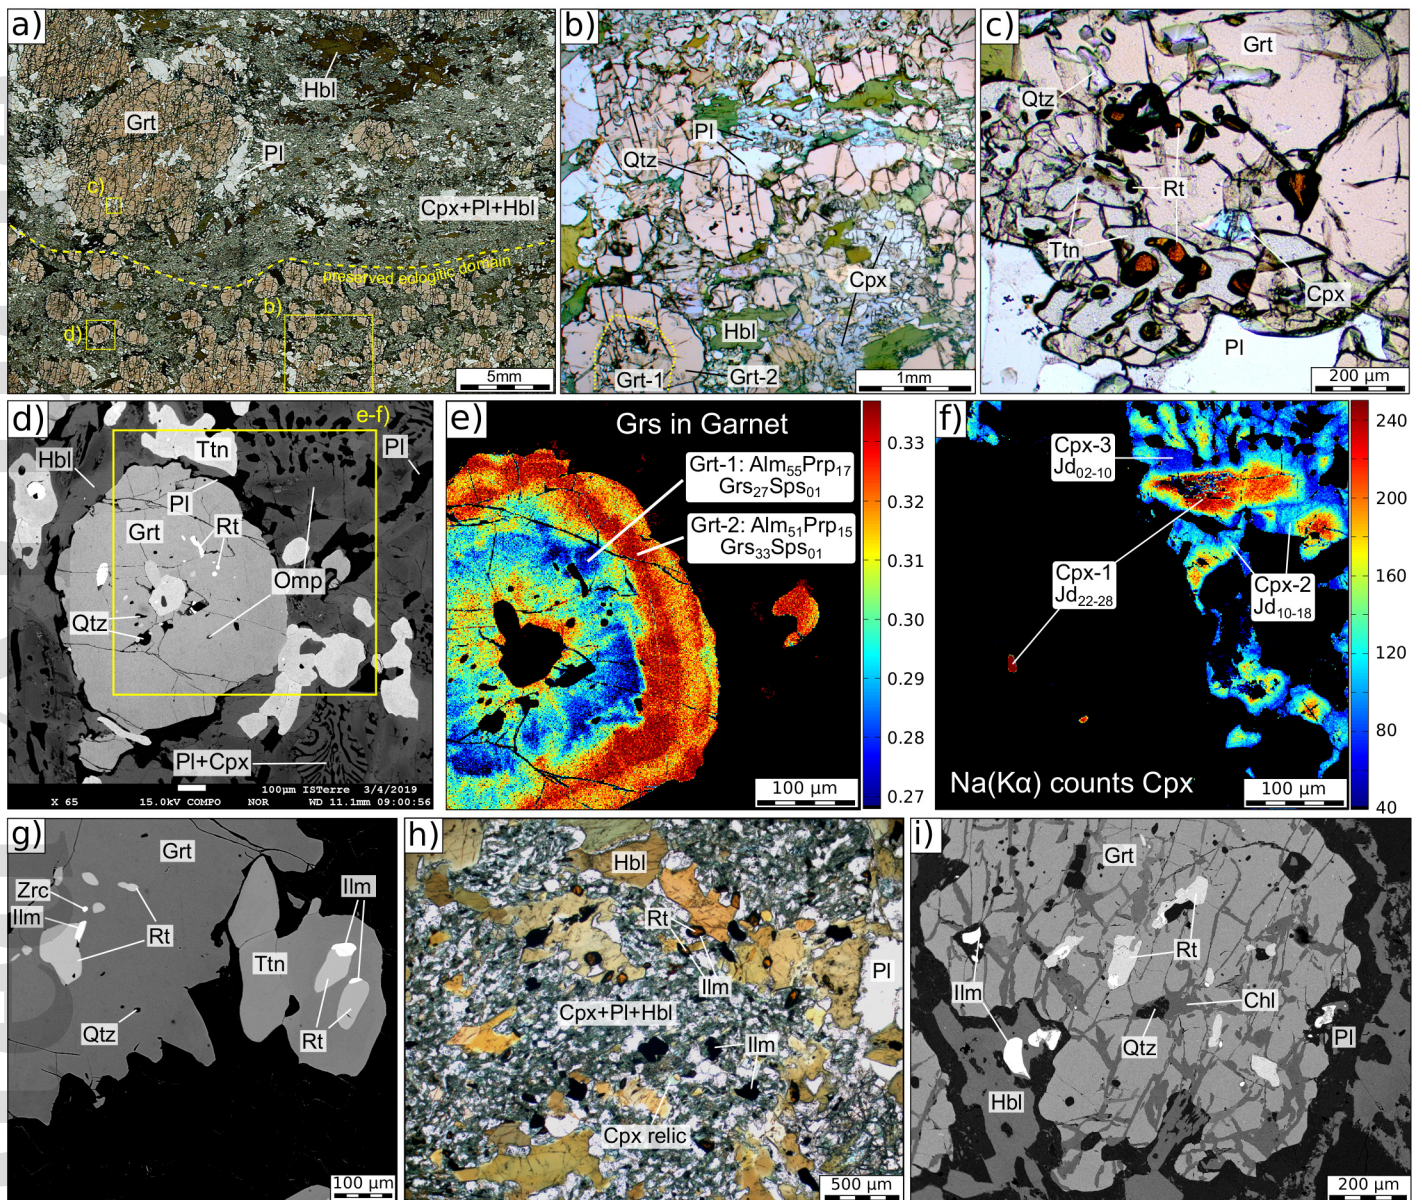 a)
Hbl
Grt
Pl
c)
Cpx+Pl+Hbl
preserved eclogitic domain
b)
d)
5mm
b)
Pl
Qtz
Cpx
Hbl
Grt-1
Grt-2
1mm
c)
Grt
Qtz
Rt
Ttn
Cpx
Pl
200 µm
d)
e-f)
Ttn
Pl
Hbl
Pl
Grt
Rt
Omp
Qtz
Pl+Cpx
100µm ISTerre 3/4/2019
X 65 15.0kV COMPO NOR WD 11.1mm 09:00:56
e)
Grs in Garnet
Grt-1: Alm55Prp17
Grs27Sps01
Grt-2: Alm51Prp15
Grs33Sps01
0.33
0.32
0.31
0.30
0.29
0.28
0.27
100 µm
f)
Cpx-3
Jd02-10
Cpx-1
Jd22-28
Cpx-2
Jd10-18
240
200
160
120
80
40
100 µm
Na(Kα) counts Cpx
g)
Grt
Zrc
Ilm
Rt
Ilm
Ttn
Qtz
Rt
100 µm
h)
Hbl
Rt
Ilm
Pl
Cpx+Pl+Hbl
Ilm
Cpx relic
500 µm
i)
Grt
Rt
Ilm
Chl
Qtz
Pl
Hbl
200 µm